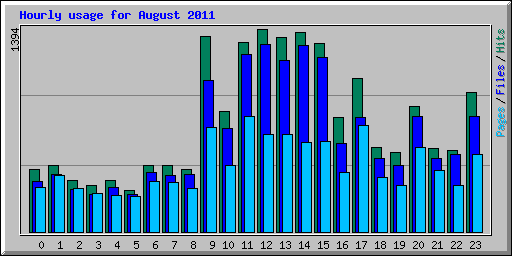 Hourly usage for August 2011
1394
Pages / Files / Hits
0 1 2 3 4 5 6 7 8 9 10 11 12 13 14 15 16 17 18 19 20 21 22 23